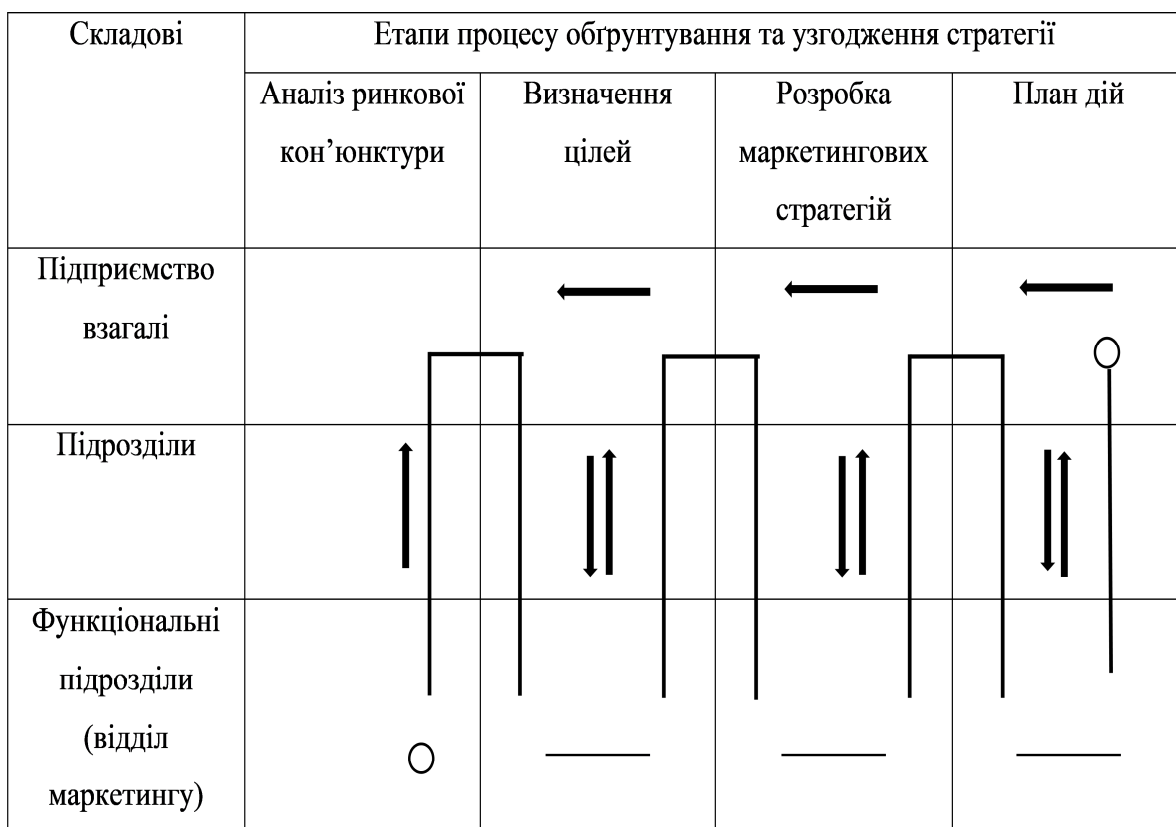 Складові
Етапи процесу обґрунтування та узгодження стратегії
Аналіз ринкової
кон’юнктури
Визначення
цілей
Розробка
маркетингових
стратегій
План дій
Підприємство
взагалі
Підрозділи
Функціональні
підрозділи
(відділ
маркетингу)